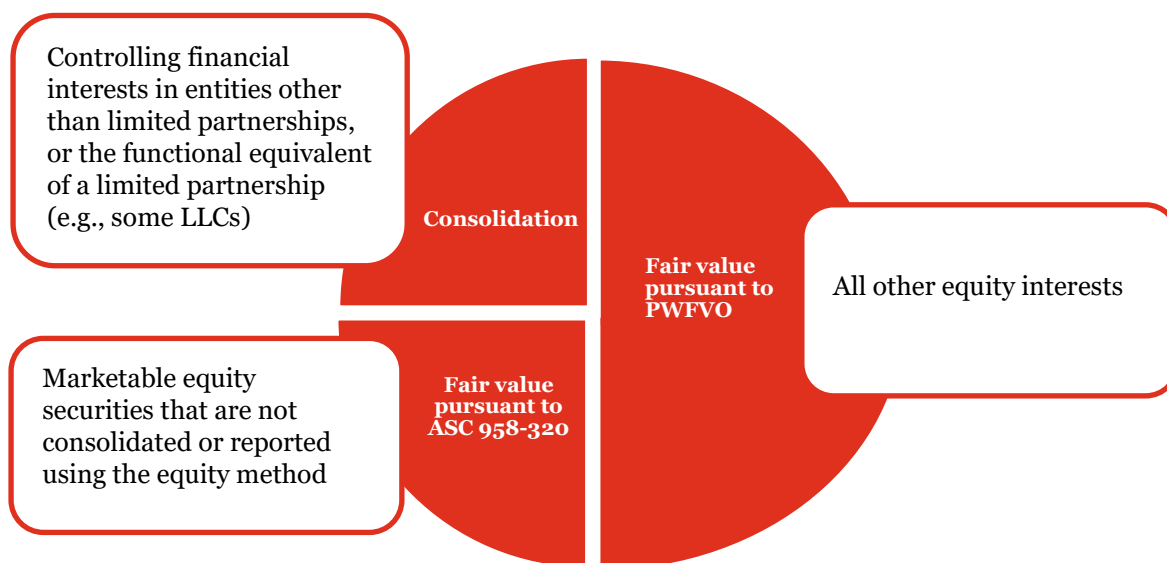 Controlling financial
interests in entities other
than limited partnerships,
or the functional equivalent
of a limited partnership
(e.g., some LLCs)
Consolidation
Fair value
pursuant to
PWFVO
All other equity interests
Marketable equity
securities that are not
consolidated or reported
using the equity method
Fair value
pursuant to
ASC 958-320